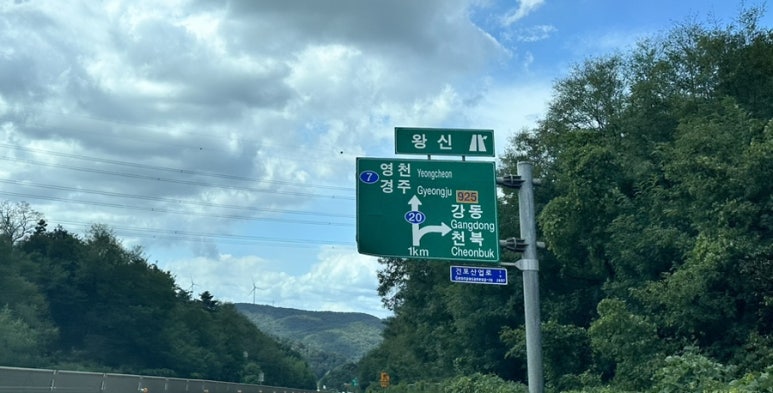 왕신
7 영천 Yeongcheon
경주 Gyeongju
925
20 강동
Gangdong
천북
1km Cheonbuk
건포산업로